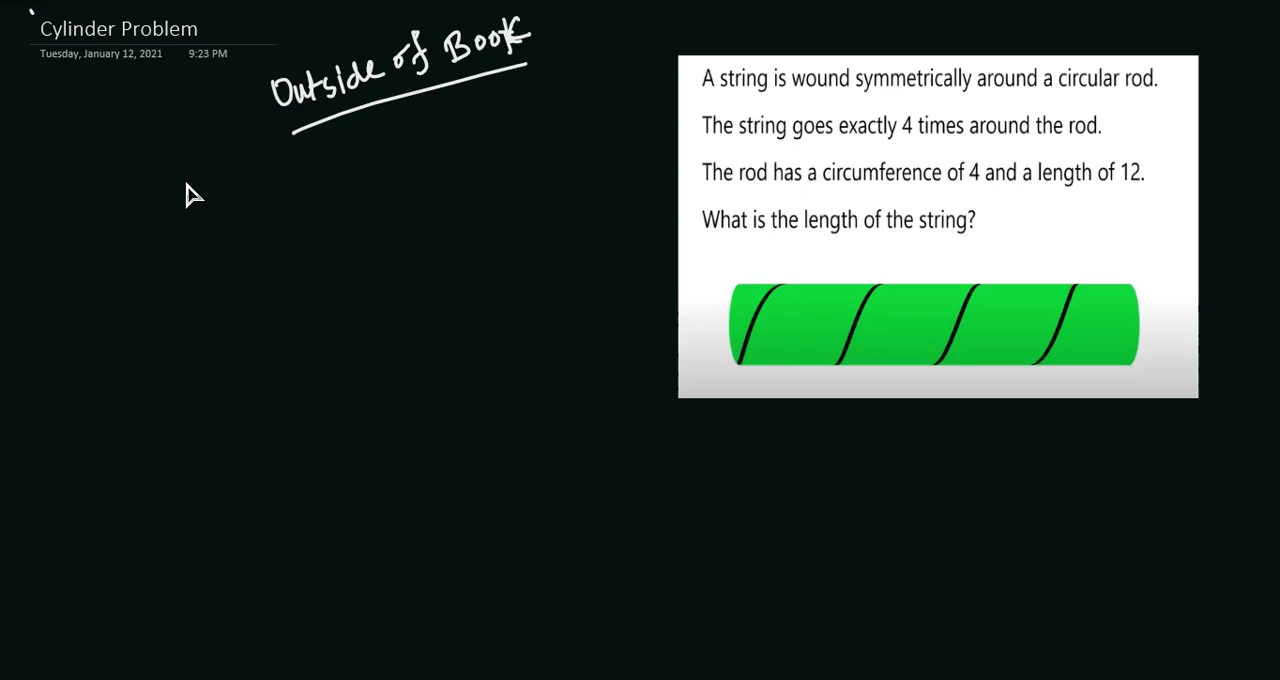 Cylinder Problem
Tuesday, January 12, 2021 9:23 PM
Outside of Book
A string is wound symmetrically around a circular rod.
The string goes exactly 4 times around the rod.
The rod has a circumference of 4 and a length of 12.
What is the length of the string?